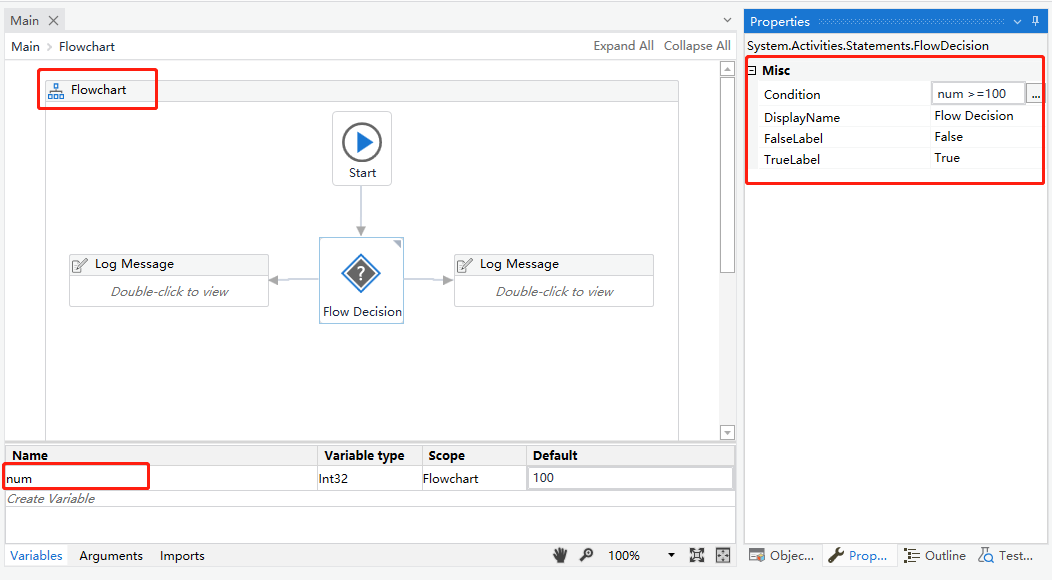 Main
Main > Flowchart
Expand All Collapse All
Flowchart
Start
Log Message
Double-click to view
Flow Decision
Log Message
Double-click to view
Name Variable type Scope Default
num Int32 Flowchart 100
Create Variable
Variables Arguments Imports
100%
Properties
System.Activities.Statements.FlowDecision
Misc
Condition num >=100 ...
DisplayName Flow Decision
FalseLabel False
TrueLabel True
Objec... Prop... Outline Test...